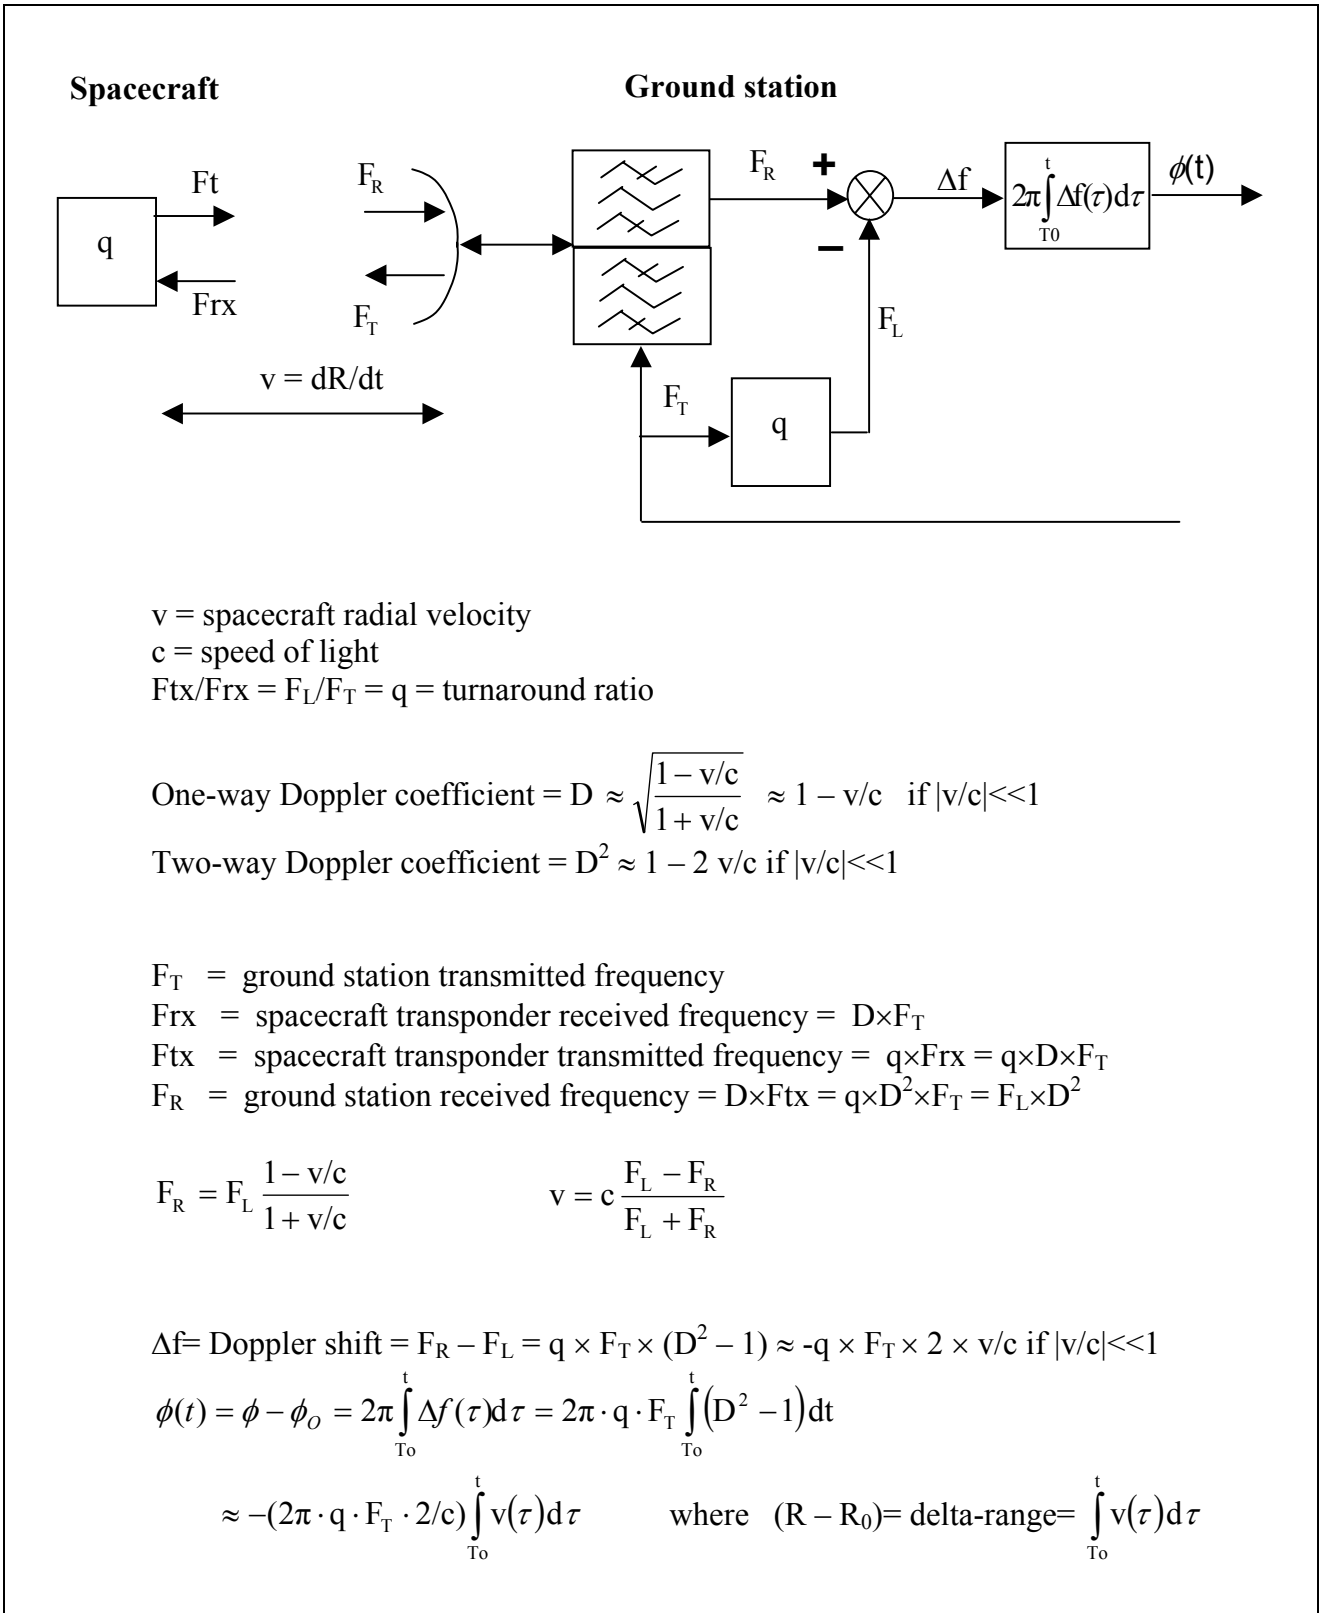 Spacecraft
Ground station
Ft
q
Frx
F_R
F_T
v = dR/dt
F_R
+
−
Δf
2π∫_{T0}^{t} Δf(τ)dτ
ϕ(t)
F_L
F_T
q
v = spacecraft radial velocity
c = speed of light
Ftx/Frx = F_L/F_T = q = turnaround ratio
One-way Doppler coefficient = D ≈ √((1 – v/c)/(1 + v/c)) ≈ 1 – v/c if |v/c|<<1
Two-way Doppler coefficient = D² ≈ 1 – 2 v/c if |v/c|<<1
F_T = ground station transmitted frequency
Frx = spacecraft transponder received frequency = D×F_T
Ftx = spacecraft transponder transmitted frequency = q×Frx = q×D×F_T
F_R = ground station received frequency = D×Ftx = q×D²×F_T = F_L×D²
F_R = F_L (1 – v/c)/(1 + v/c) v = c (F_L – F_R)/(F_L + F_R)
Δf= Doppler shift = F_R – F_L = q × F_T × (D² – 1) ≈ -q × F_T × 2 × v/c if |v/c|<<1
ϕ(t) = ϕ – ϕ_O = 2π∫_{To}^{t} Δf(τ)dτ = 2π · q · F_T ∫_{To}^{t} (D² – 1)dt
≈ –(2π · q · F_T · 2/c)∫_{To}^{t} v(τ)dτ where (R – R₀)= delta-range= ∫_{To}^{t} v(τ)dτ